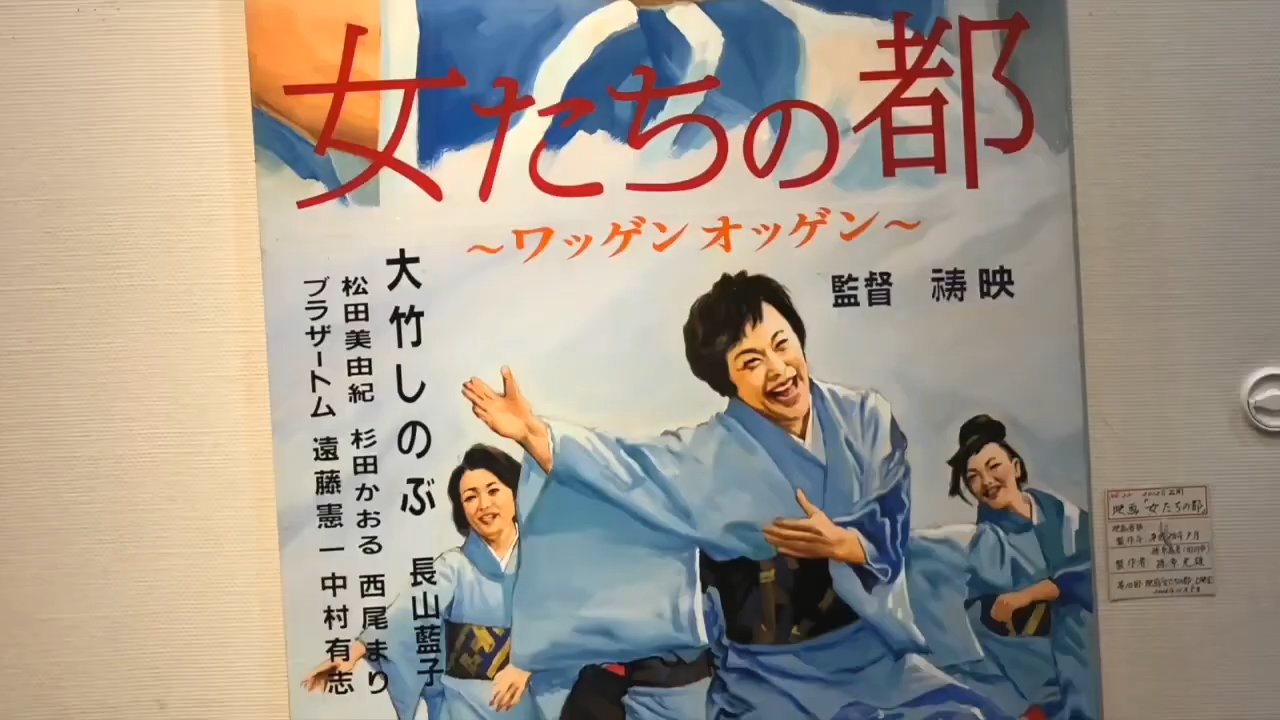 女たちの都
～ワッゲンオッゲン～
監督　祷映
大竹しのぶ　長山藍子
松田美由紀　杉田かおる　西尾まり
ブラザートム　遠藤憲一　中村有志
映画「女たちの都」